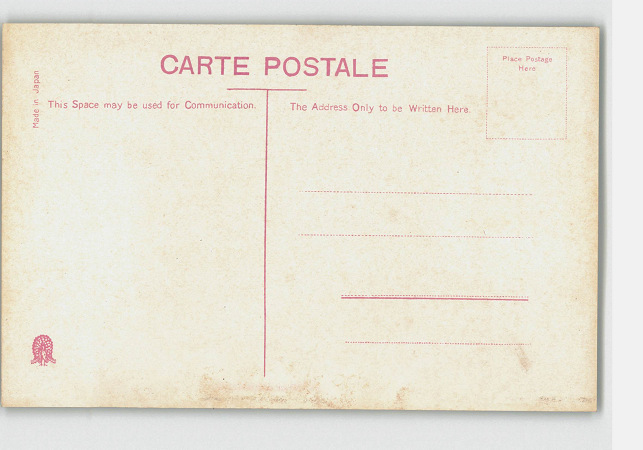 CARTE POSTALE
Place Postage
Here
Made in Japan
This Space may be used for Communication.
The Address Only to be Written Here.